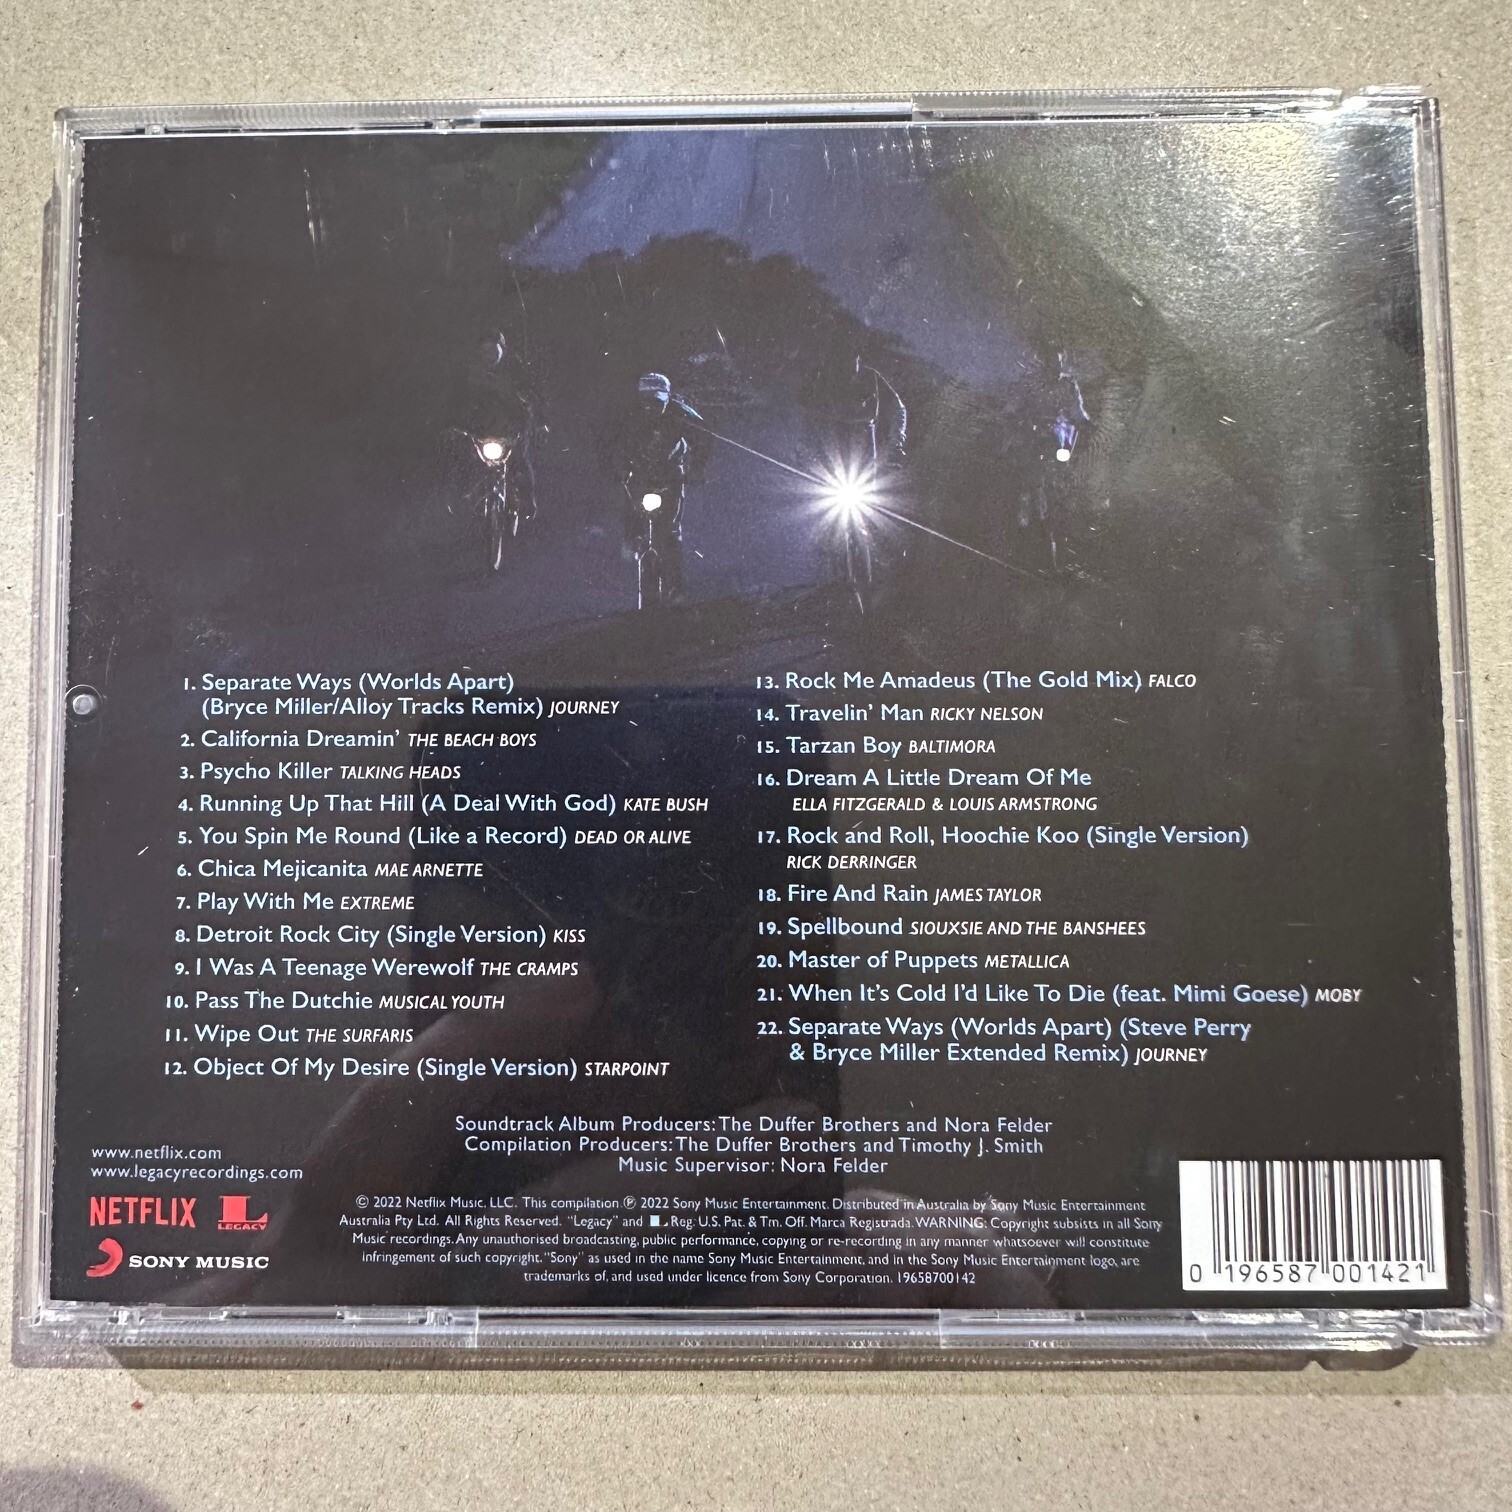 1. Separate Ways (Worlds Apart)
(Bryce Miller/Alloy Tracks Remix) JOURNEY
2. California Dreamin' THE BEACH BOYS
3. Psycho Killer TALKING HEADS
4. Running Up That Hill (A Deal With God) KATE BUSH
5. You Spin Me Round (Like a Record) DEAD OR ALIVE
6. Chica Mejicanita MAE ARNETTE
7. Play With Me EXTREME
8. Detroit Rock City (Single Version) KISS
9. I Was A Teenage Werewolf THE CRAMPS
10. Pass The Dutchie MUSICAL YOUTH
11. Wipe Out THE SURFARIS
12. Object Of My Desire (Single Version) STARPOINT
13. Rock Me Amadeus (The Gold Mix) FALCO
14. Travelin' Man RICKY NELSON
15. Tarzan Boy BALTIMORA
16. Dream A Little Dream Of Me
ELLA FITZGERALD & LOUIS ARMSTRONG
17. Rock and Roll, Hoochie Koo (Single Version)
RICK DERRINGER
18. Fire And Rain JAMES TAYLOR
19. Spellbound SIOUXSIE AND THE BANSHEES
20. Master of Puppets METALLICA
21. When It's Cold I'd Like To Die (feat. Mimi Goese) MOBY
22. Separate Ways (Worlds Apart) (Steve Perry
& Bryce Miller Extended Remix) JOURNEY
Soundtrack Album Producers: The Duffer Brothers and Nora Felder
Compilation Producers: The Duffer Brothers and Timothy J. Smith
Music Supervisor: Nora Felder
www.netflix.com
www.legacyrecordings.com
NETFLIX L LEGACY
SONY MUSIC
© 2022 Netflix Music, LLC. This compilation ℗ 2022 Sony Music Entertainment. Distributed in Australia by Sony Music Entertainment
Australia Pty Ltd. All Rights Reserved. "Legacy" and L Reg. U.S. Pat. & Tm. Off. Marca Registrada. WARNING: Copyright subsists in all Sony
Music recordings. Any unauthorised broadcasting, public performance, copying or re-recording in any manner whatsoever will constitute
infringement of such copyright. "Sony" as used in the name Sony Music Entertainment, and in the Sony Music Entertainment logo, are
trademarks of, and used under licence from Sony Corporation. 19658700142
0 196587 001421